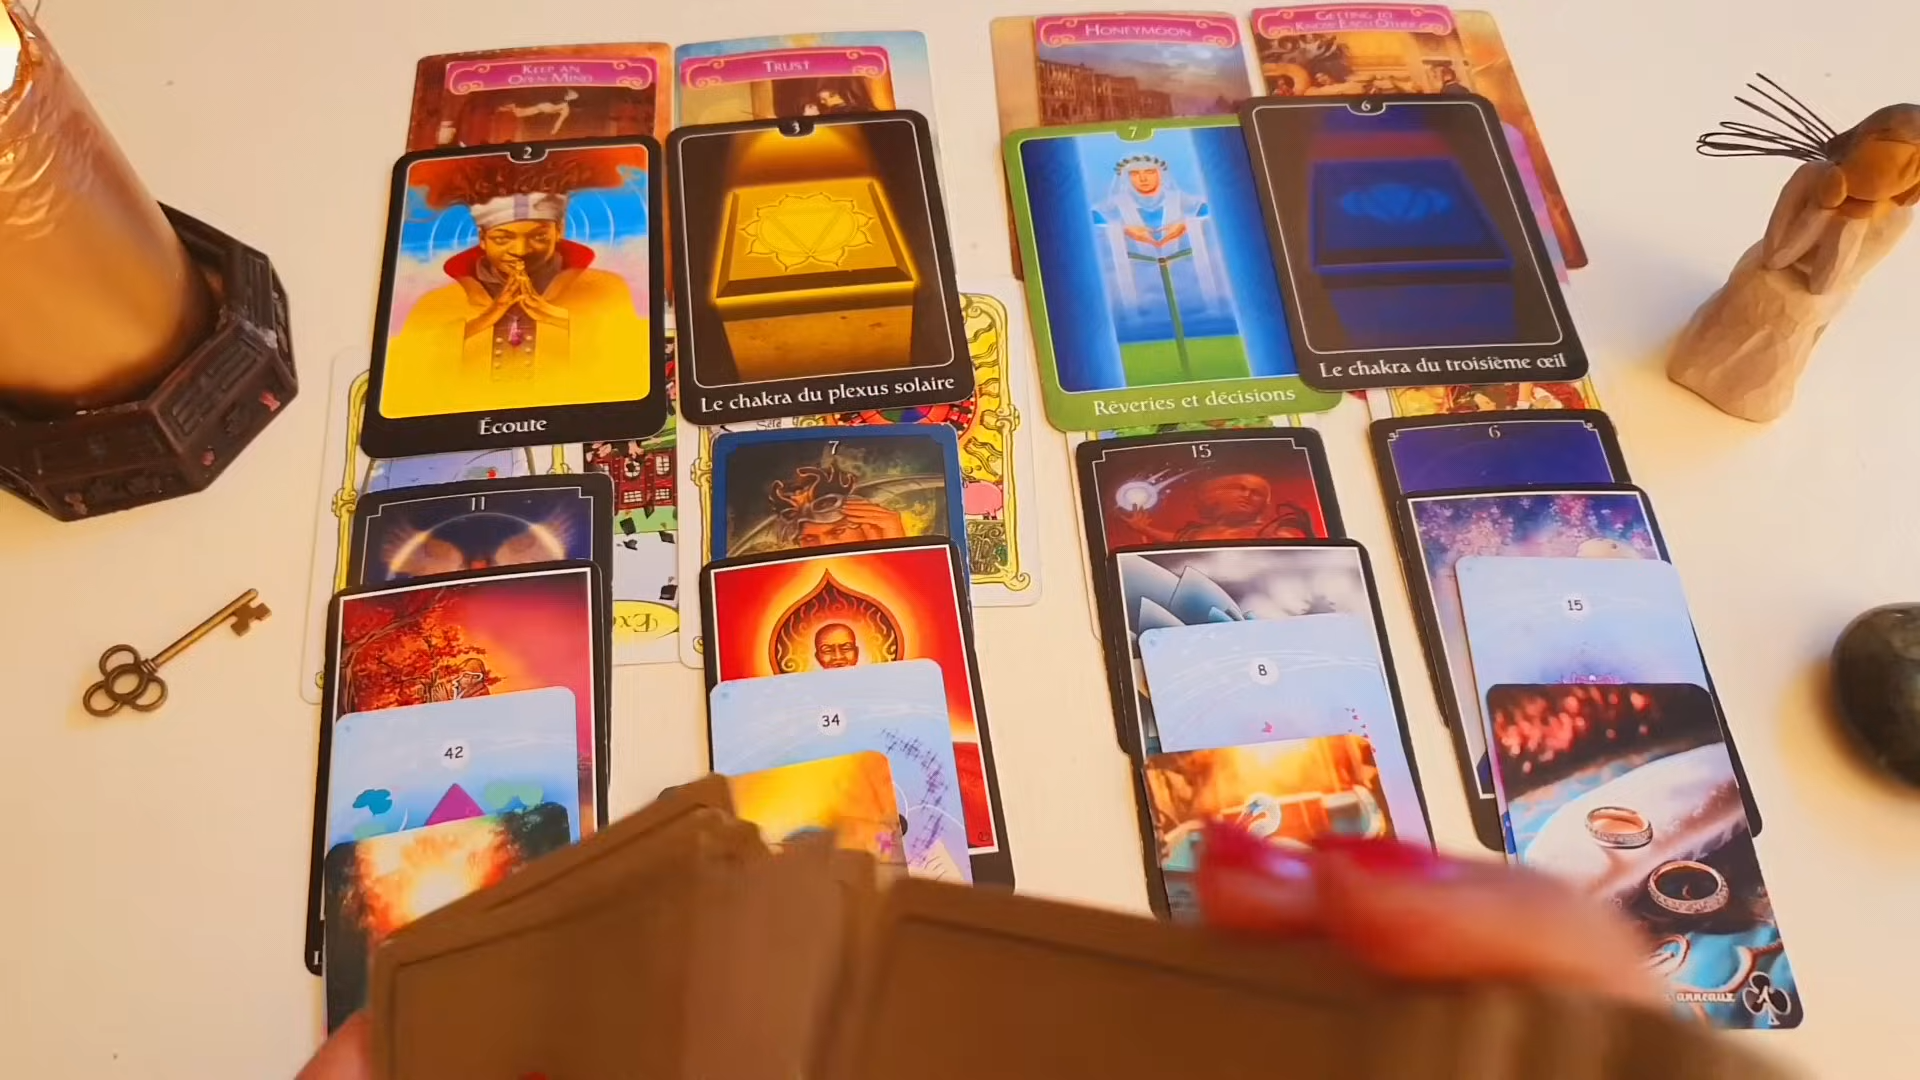 KEEP AN
OPEN MIND
TRUST
HONEYMOON
GETTING TO
KNOW EACH OTHER
2
Écoute
3
Le chakra du plexus solaire
7
Rêveries et décisions
6
Le chakra du troisième œil
11
7
15
6
42
34
8
15
anneaux